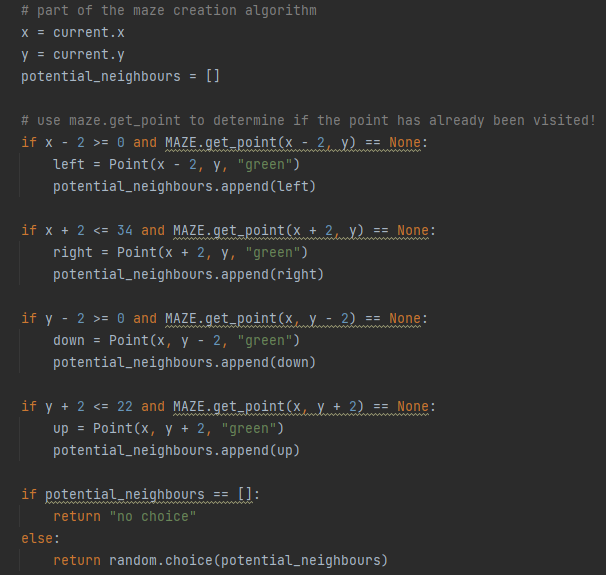 # part of the maze creation algorithm
x = current.x
y = current.y
potential_neighbours = []
# use maze.get_point to determine if the point has already been visited!
if x - 2 >= 0 and MAZE.get_point(x - 2, y) == None:
    left = Point(x - 2, y, "green")
    potential_neighbours.append(left)
if x + 2 <= 34 and MAZE.get_point(x + 2, y) == None:
    right = Point(x + 2, y, "green")
    potential_neighbours.append(right)
if y - 2 >= 0 and MAZE.get_point(x, y - 2) == None:
    down = Point(x, y - 2, "green")
    potential_neighbours.append(down)
if y + 2 <= 22 and MAZE.get_point(x, y + 2) == None:
    up = Point(x, y + 2, "green")
    potential_neighbours.append(up)
if potential_neighbours == []:
    return "no choice"
else:
    return random.choice(potential_neighbours)